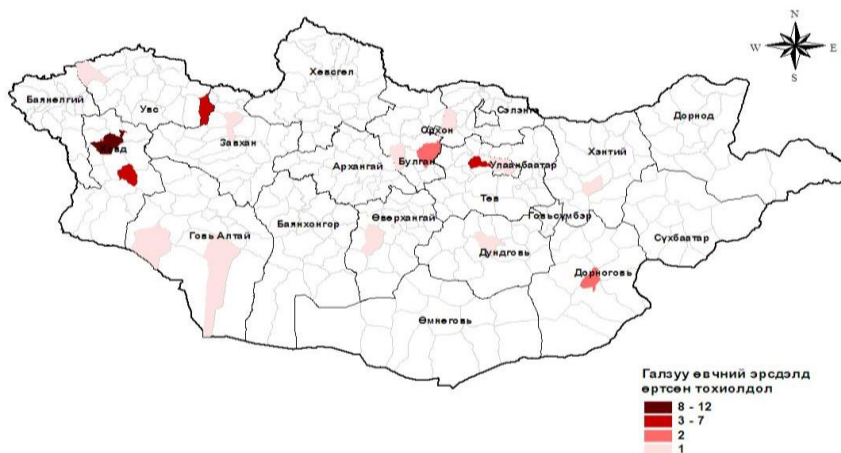 N
W E
S
Хөвсгөл
Баянөлгий
Увс
Сэлэнгэ
Дорнод
Орхон
Завхан
Архангай
Булган
Улаанбаатар
Хэнтий
Төв
Өвөрхангай
Говьсүмбэр
Говь Алтай
Баянхонгор
Сүхбаатар
Дундговь
Дорноговь
Өмнөговь
Галзуу өвчний эрсдэлд
өртсөн тохиолдол
8 - 12
3 - 7
2
1